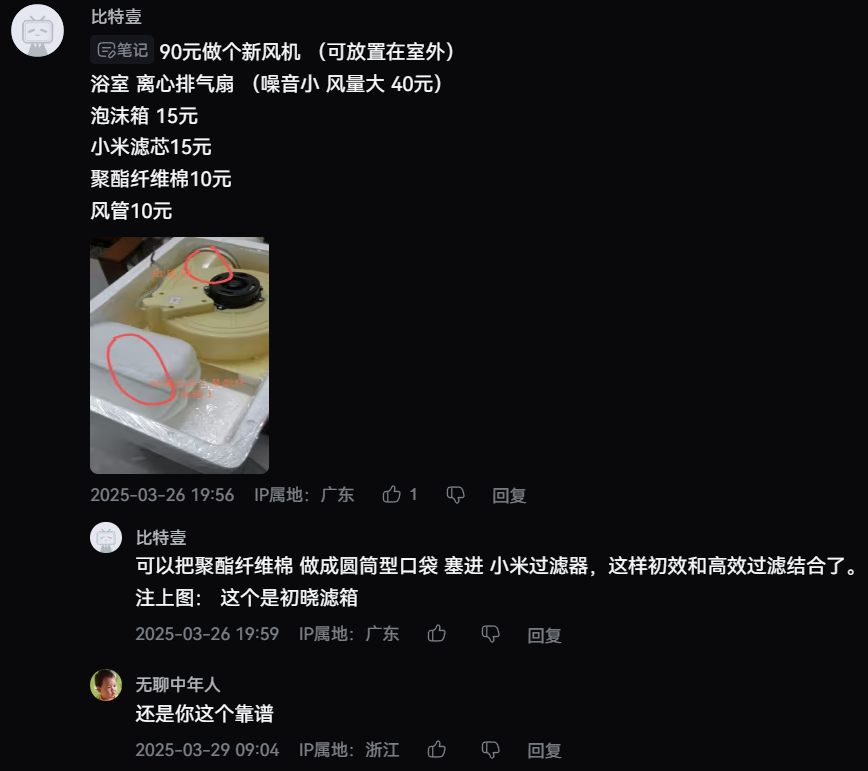 比特壹
笔记 90元做个新风机 （可放置在室外）
浴室 离心排气扇 （噪音小 风量大 40元）
泡沫箱 15元
小米滤芯15元
聚酯纤维棉10元
风管10元
2025-03-26 19:56 IP属地：广东 1 回复
比特壹
可以把聚酯纤维棉 做成圆筒型口袋 塞进 小米过滤器，这样初效和高效过滤结合了。
注上图： 这个是初晓滤箱
2025-03-26 19:59 IP属地：广东 回复
无聊中年人
还是你这个靠谱
2025-03-29 09:04 IP属地：浙江 回复